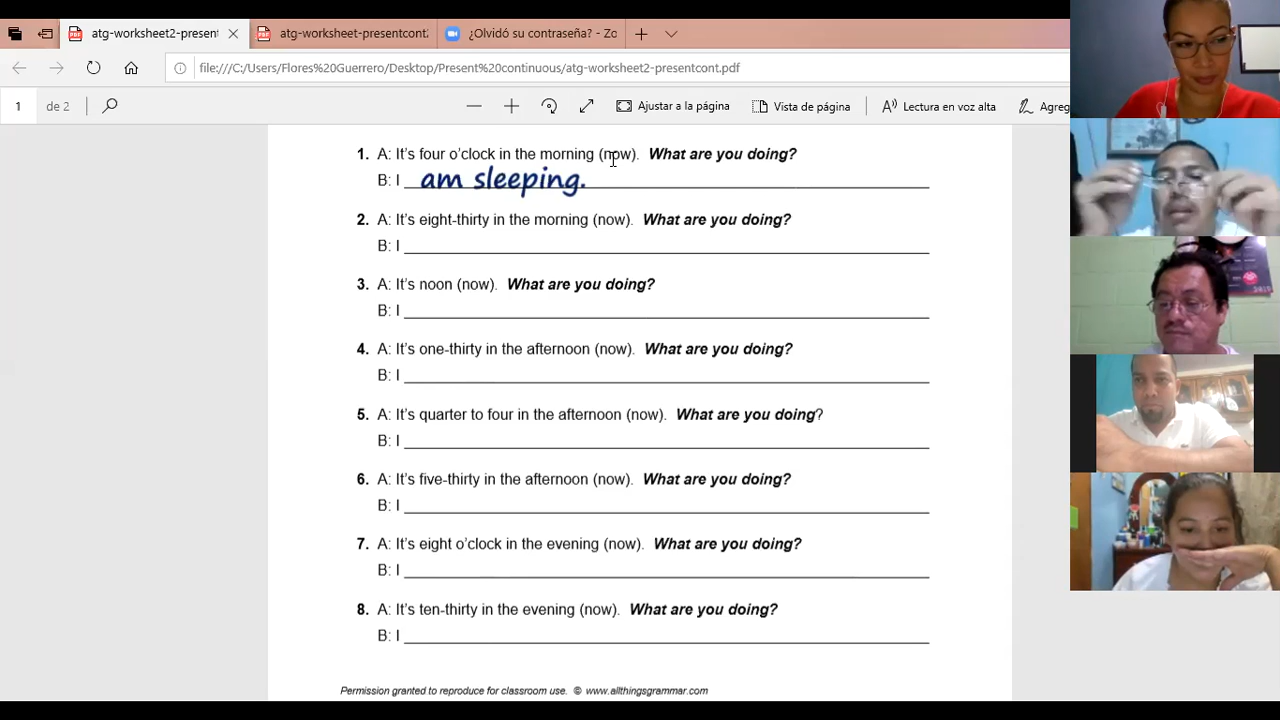 atg-worksheet2-present
atg-worksheet-presentcont2
¿Olvidó su contraseña? - Zo
file:///C:/Users/Flores%20Guerrero/Desktop/Present%20continuous/atg-worksheet2-presentcont.pdf
1 de 2
Ajustar a la página
Vista de página
A)) Lectura en voz alta
Agreg
1. A: It's four o'clock in the morning (now). What are you doing?
B: I am sleeping.
2. A: It's eight-thirty in the morning (now). What are you doing?
B: I
3. A: It's noon (now). What are you doing?
B: I
4. A: It's one-thirty in the afternoon (now). What are you doing?
B: I
5. A: It's quarter to four in the afternoon (now). What are you doing?
B: I
6. A: It's five-thirty in the afternoon (now). What are you doing?
B: I
7. A: It's eight o'clock in the evening (now). What are you doing?
B: I
8. A: It's ten-thirty in the evening (now). What are you doing?
B: I
Permission granted to reproduce for classroom use. © www.allthingsgrammar.com